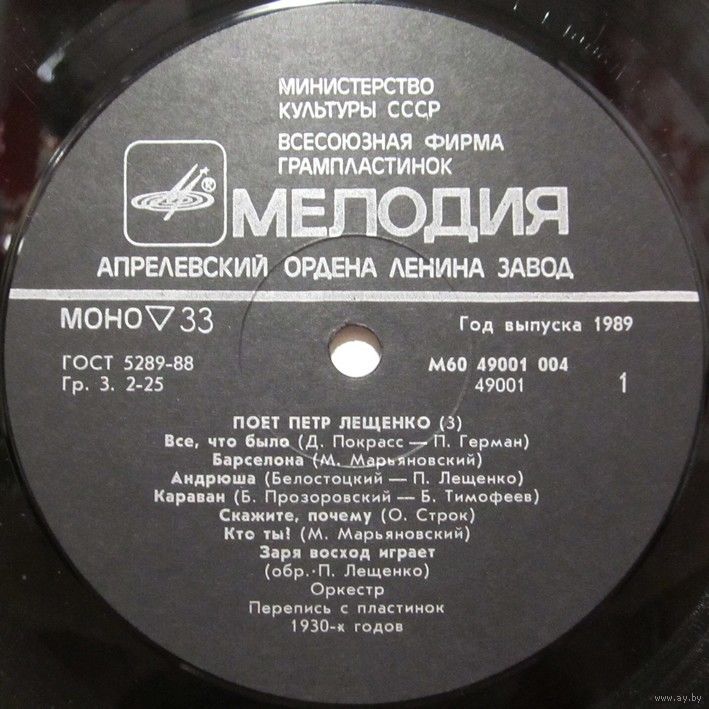 МИНИСТЕРСТВО
КУЛЬТУРЫ СССР
ВСЕСОЮЗНАЯ ФИРМА
ГРАМПЛАСТИНОК
®
МЕЛОДИЯ
АПРЕЛЕВСКИЙ ОРДЕНА ЛЕНИНА ЗАВОД
МОНО ▽ 33
Год выпуска 1989
ГОСТ 5289-88
Гр. 3. 2-25
М60 49001 004
49001
1
ПОЕТ ПЕТР ЛЕЩЕНКО (3)
Все, что было (Д. Покрасс — П. Герман)
Барселона (М. Марьяновский)
Андрюша (Белостоцкий — П. Лещенко)
Караван (Б. Прозоровский — Б. Тимофеев)
Скажите, почему (О. Строк)
Кто ты! (М. Марьяновский)
Заря восход играет
(обр. П. Лещенко)
Оркестр
Перепись с пластинок
1930-х годов
www.ay.by